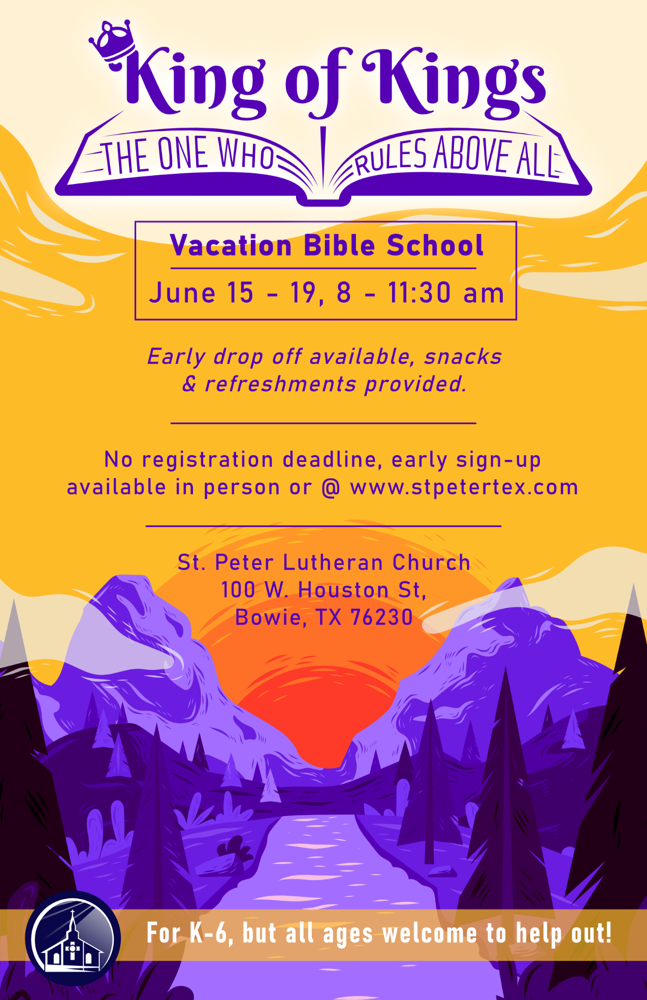 King of Kings
THE ONE WHO RULES ABOVE ALL
Vacation Bible School
June 15 - 19, 8 - 11:30 am
Early drop off available, snacks
& refreshments provided.
No registration deadline, early sign-up
available in person or @ www.stpetertex.com
St. Peter Lutheran Church
100 W. Houston St,
Bowie, TX 76230
For K-6, but all ages welcome to help out!